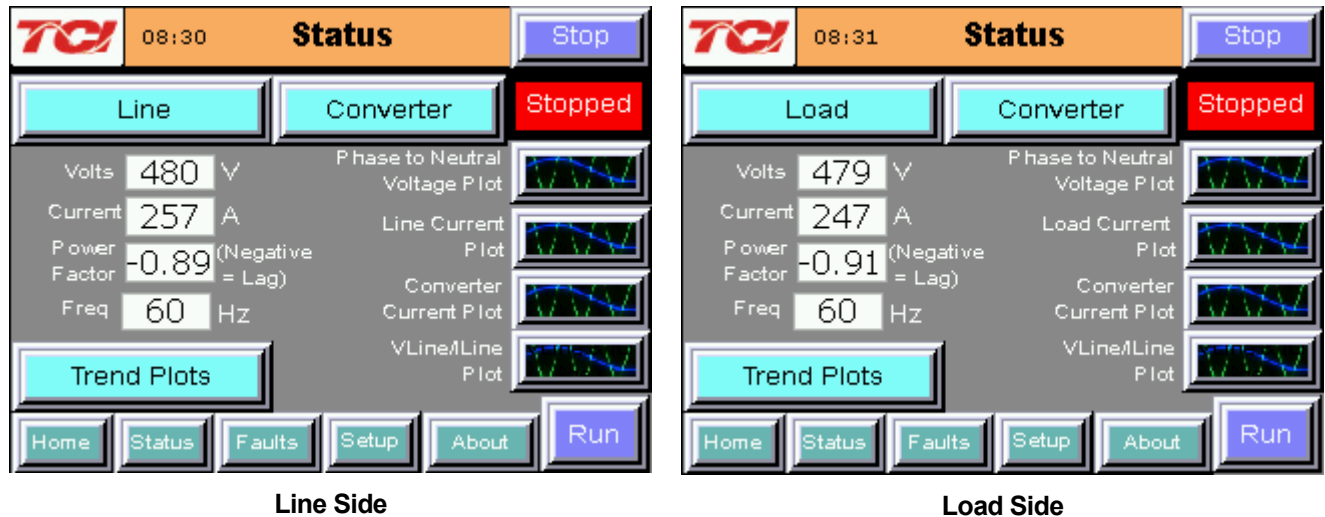 TCI 08:30 Status Stop
Line Converter Stopped
Volts 480 V Phase to Neutral
Voltage Plot
Current 257 A Line Current
Plot
Power
Factor -0.89 (Negative
= Lag)
Converter
Current Plot
Freq 60 Hz
VLine/ILine
Plot
Trend Plots
Home Status Faults Setup About Run
Line Side
TCI 08:31 Status Stop
Load Converter Stopped
Volts 479 V Phase to Neutral
Voltage Plot
Current 247 A Load Current
Plot
Power
Factor -0.91 (Negative
= Lag)
Converter
Current Plot
Freq 60 Hz
VLine/ILine
Plot
Trend Plots
Home Status Faults Setup About Run
Load Side